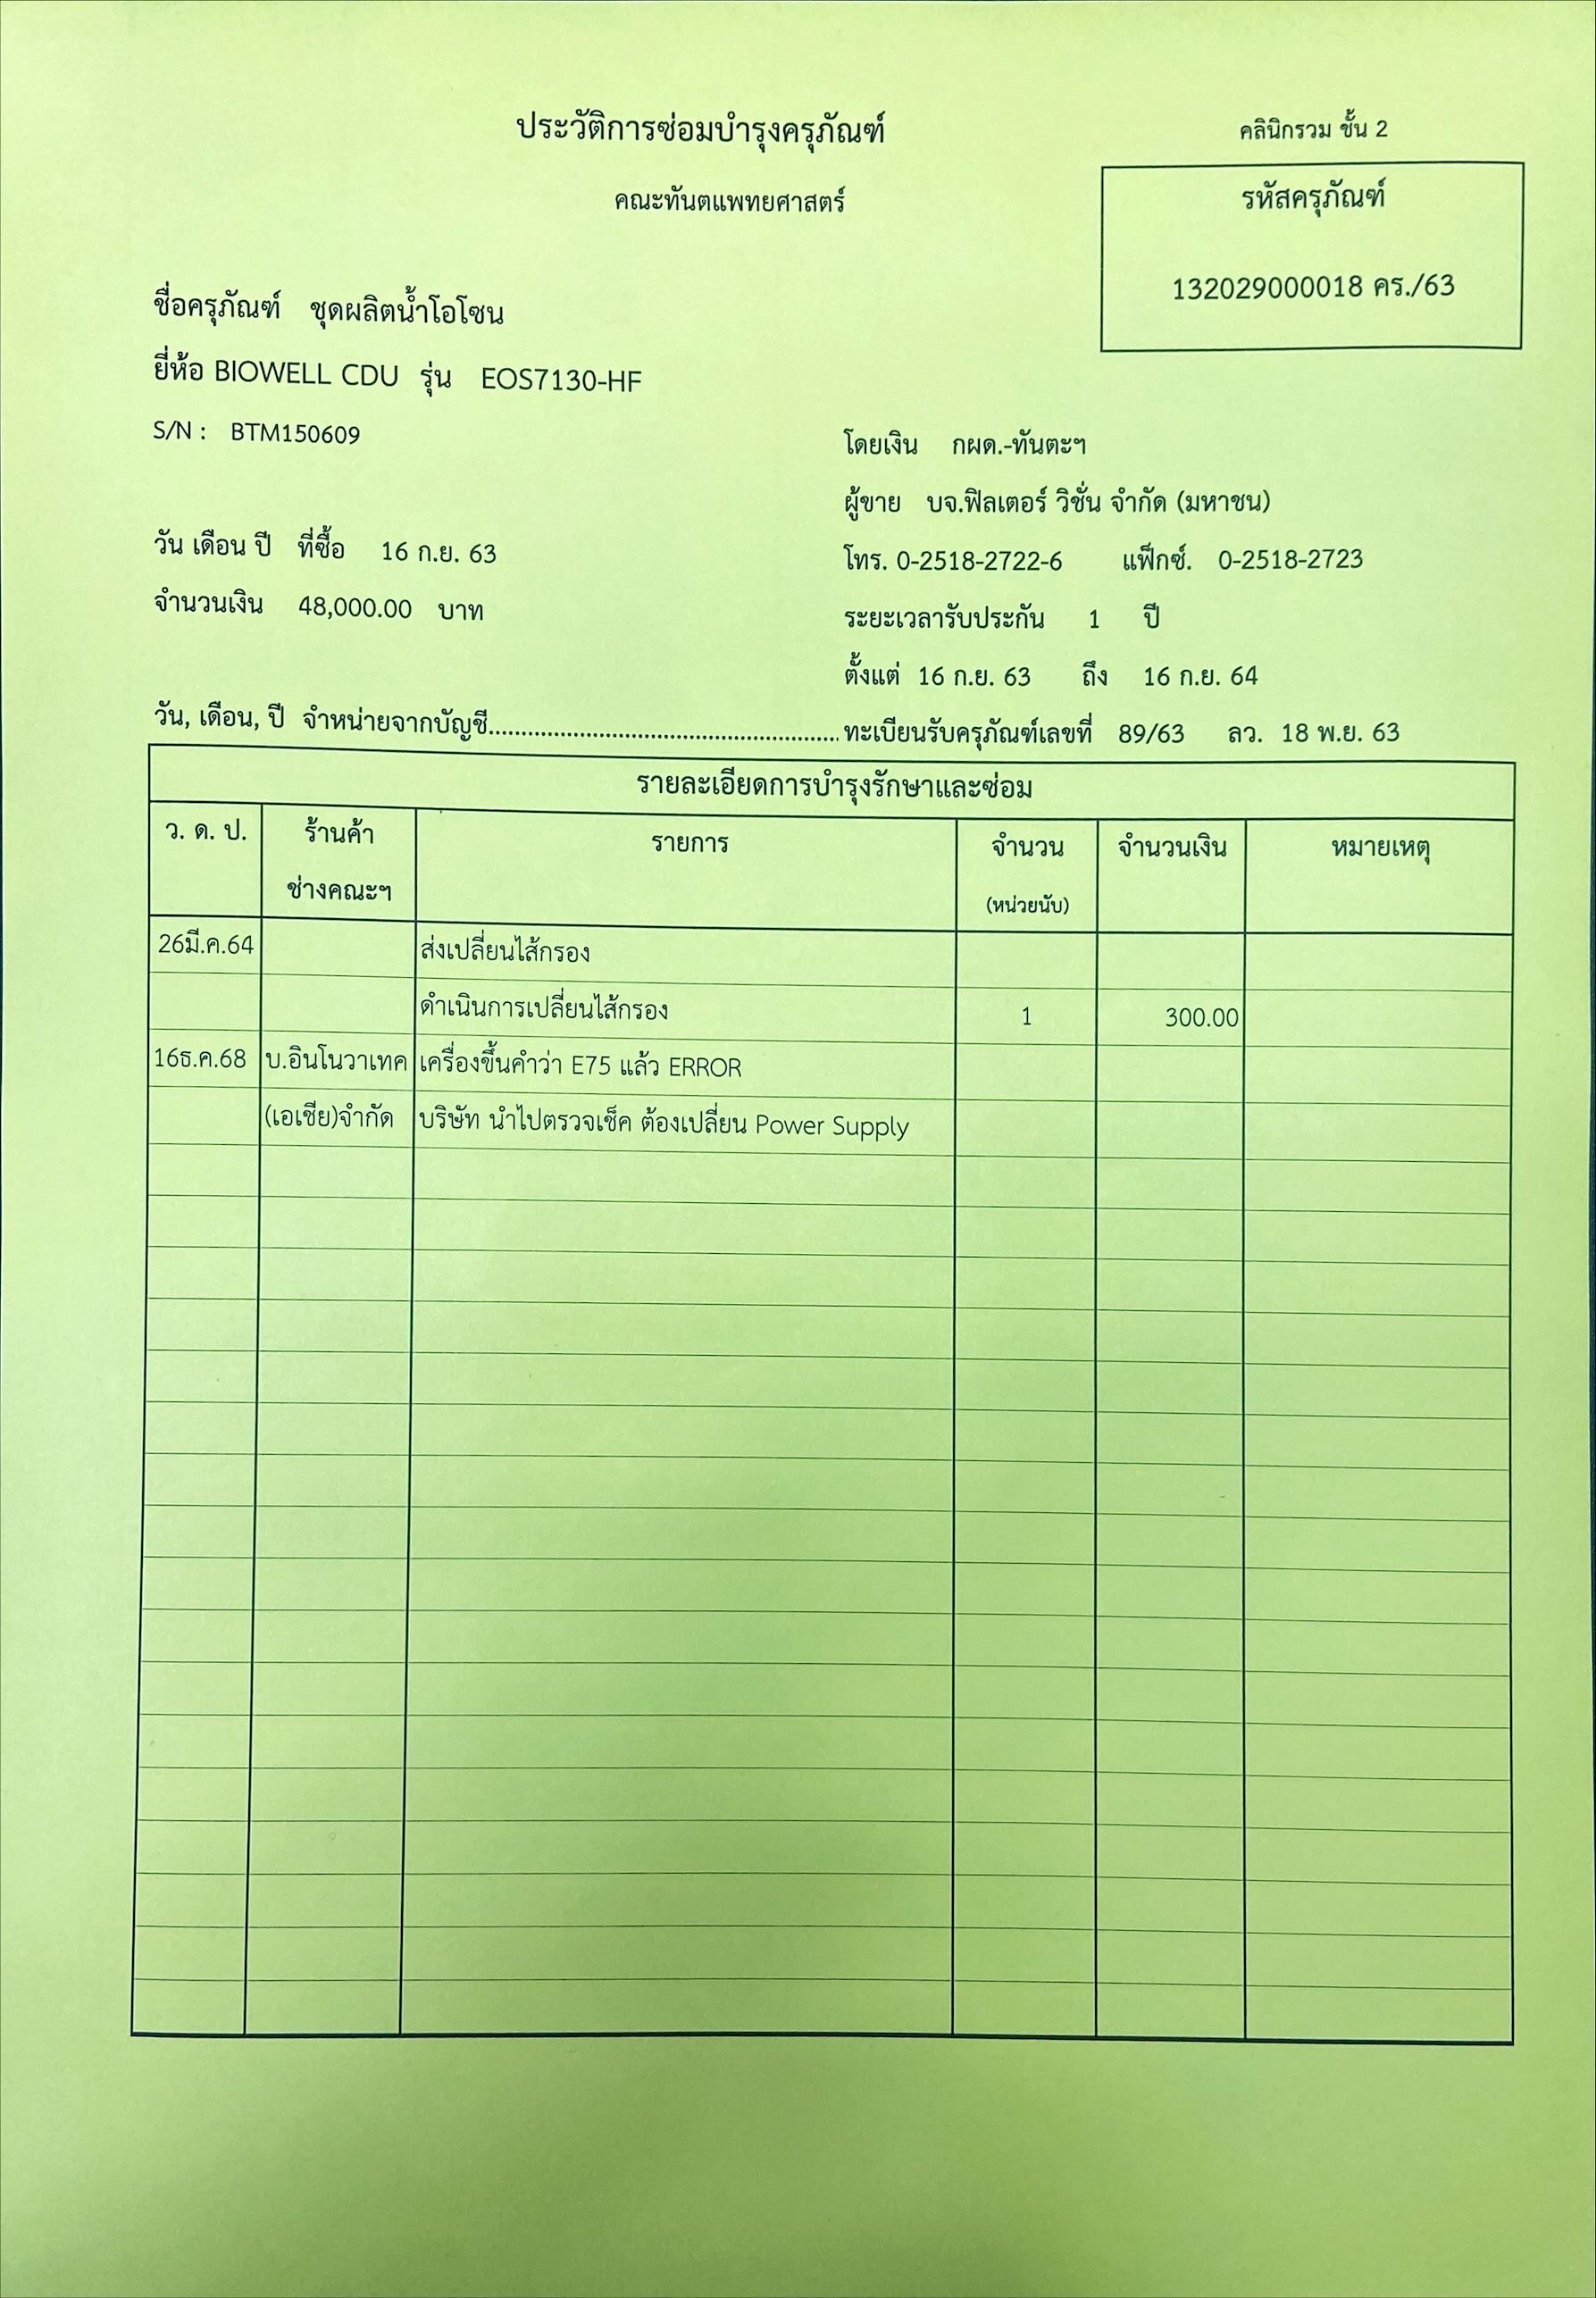 ประวัติการซ่อมบำรุงครุภัณฑ์
คลินิกรวม ชั้น 2
คณะทันตแพทยศาสตร์
รหัสครุภัณฑ์
132029000018 คร./63
ชื่อครุภัณฑ์ ชุดผลิตน้ำโอโซน
ยี่ห้อ BIOWELL CDU รุ่น EOS7130-HF
S/N : BTM150609
โดยเงิน กผด.-ทันตะฯ
ผู้ขาย บจ.ฟิลเตอร์ วิชั่น จำกัด (มหาชน)
วัน เดือน ปี ที่ซื้อ 16 ก.ย. 63
โทร. 0-2518-2722-6 แฟ็กซ์. 0-2518-2723
จำนวนเงิน 48,000.00 บาท
ระยะเวลารับประกัน 1 ปี
ตั้งแต่ 16 ก.ย. 63 ถึง 16 ก.ย. 64
วัน, เดือน, ปี จำหน่ายจากบัญชี...................................................... ทะเบียนรับครุภัณฑ์เลขที่ 89/63 ลว. 18 พ.ย. 63
รายละเอียดการบำรุงรักษาและซ่อม
ว. ด. ป. ร้านค้า รายการ จำนวน จำนวนเงิน หมายเหตุ
ช่างคณะฯ (หน่วยนับ)
26มี.ค.64 ส่งเปลี่ยนไส้กรอง
ดำเนินการเปลี่ยนไส้กรอง 1 300.00
16ธ.ค.68 บ.อินโนวาเทค เครื่องขึ้นคำว่า E75 แล้ว ERROR
(เอเชีย)จำกัด บริษัท นำไปตรวจเช็ค ต้องเปลี่ยน Power Supply